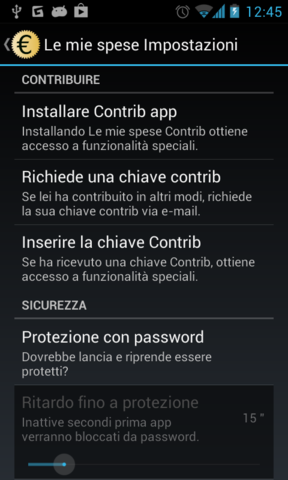 12:45
Le mie spese Impostazioni
CONTRIBUIRE
Installare Contrib app
Installando Le mie spese Contrib ottiene
accesso a funzionalità speciali.
Richiede una chiave contrib
Se lei ha contribuito in altri modi, richiede
la sua chiave contrib via e-mail.
Inserire la chiave Contrib
Se ha ricevuto una chiave Contrib, ottiene
accesso a funzionalità speciali.
SICUREZZA
Protezione con password
Dovrebbe lancia e riprende essere
protetti?
Ritardo fino a protezione
Inattive secondi prima app
verranno bloccati da password.
15 "